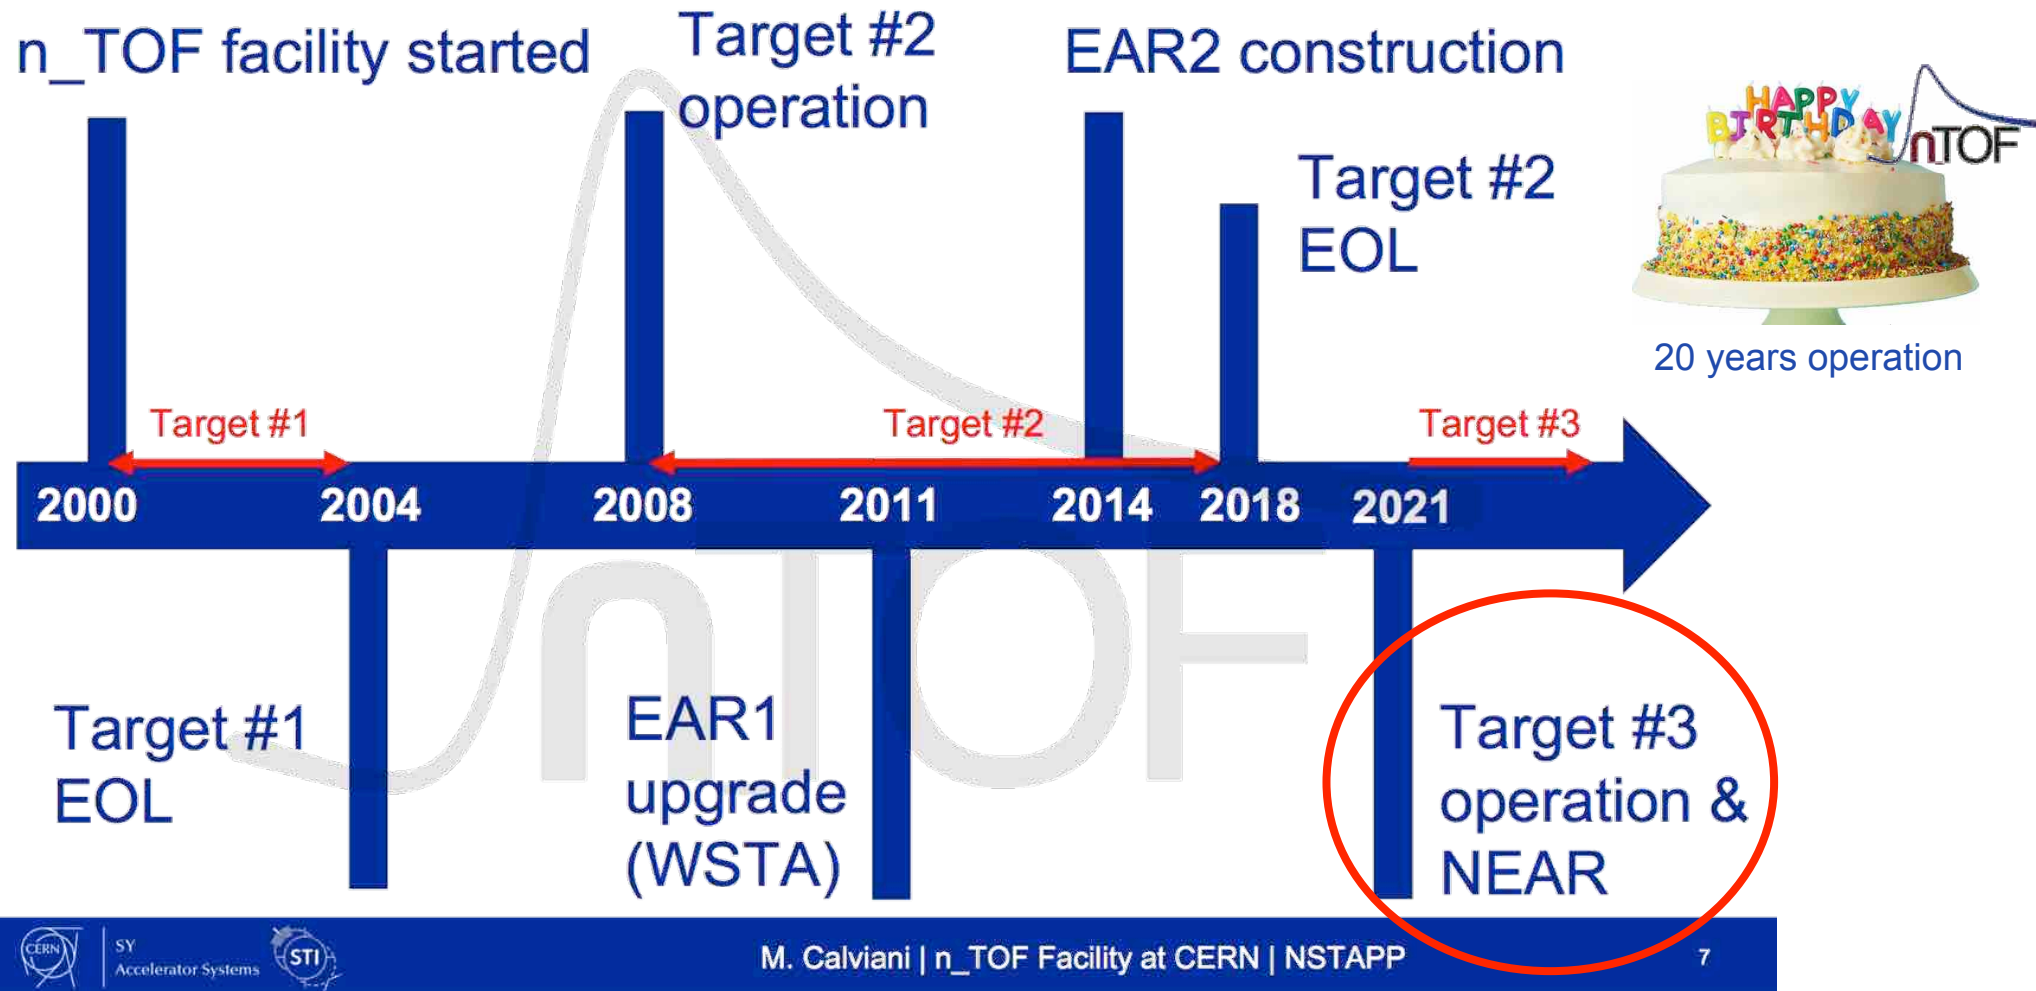 n_TOF facility started
Target #2
operation
EAR2 construction
HAPPY
BIRTHDAY
nTOF
Target #2
EOL
20 years operation
Target #1
Target #2
Target #3
2000
2004
2008
2011
2014
2018
2021
nTOF
Target #1
EOL
EAR1
upgrade
(WSTA)
Target #3
operation &
NEAR
CERN
SY
Accelerator Systems
STI
M. Calviani | n_TOF Facility at CERN | NSTAPP
7